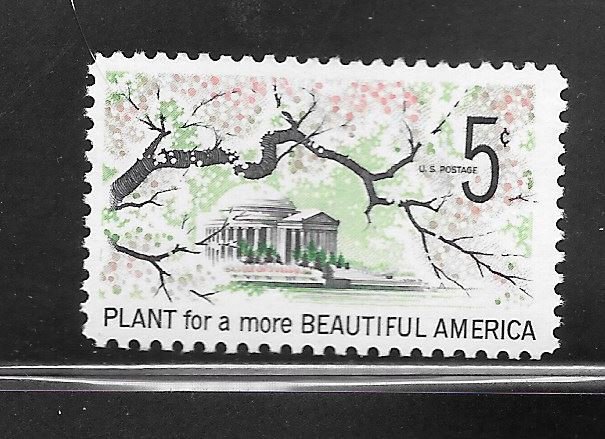 5¢
U.S. POSTAGE
PLANT for a more BEAUTIFUL AMERICA